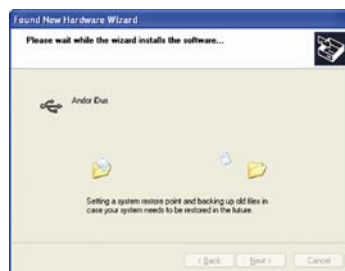 Found New Hardware Wizard
Please wait while the wizard installs the software...
Andor iDus
Setting a system restore point and backing up old files in
case your system needs to be restored in the future.
< Back
Next >
Cancel